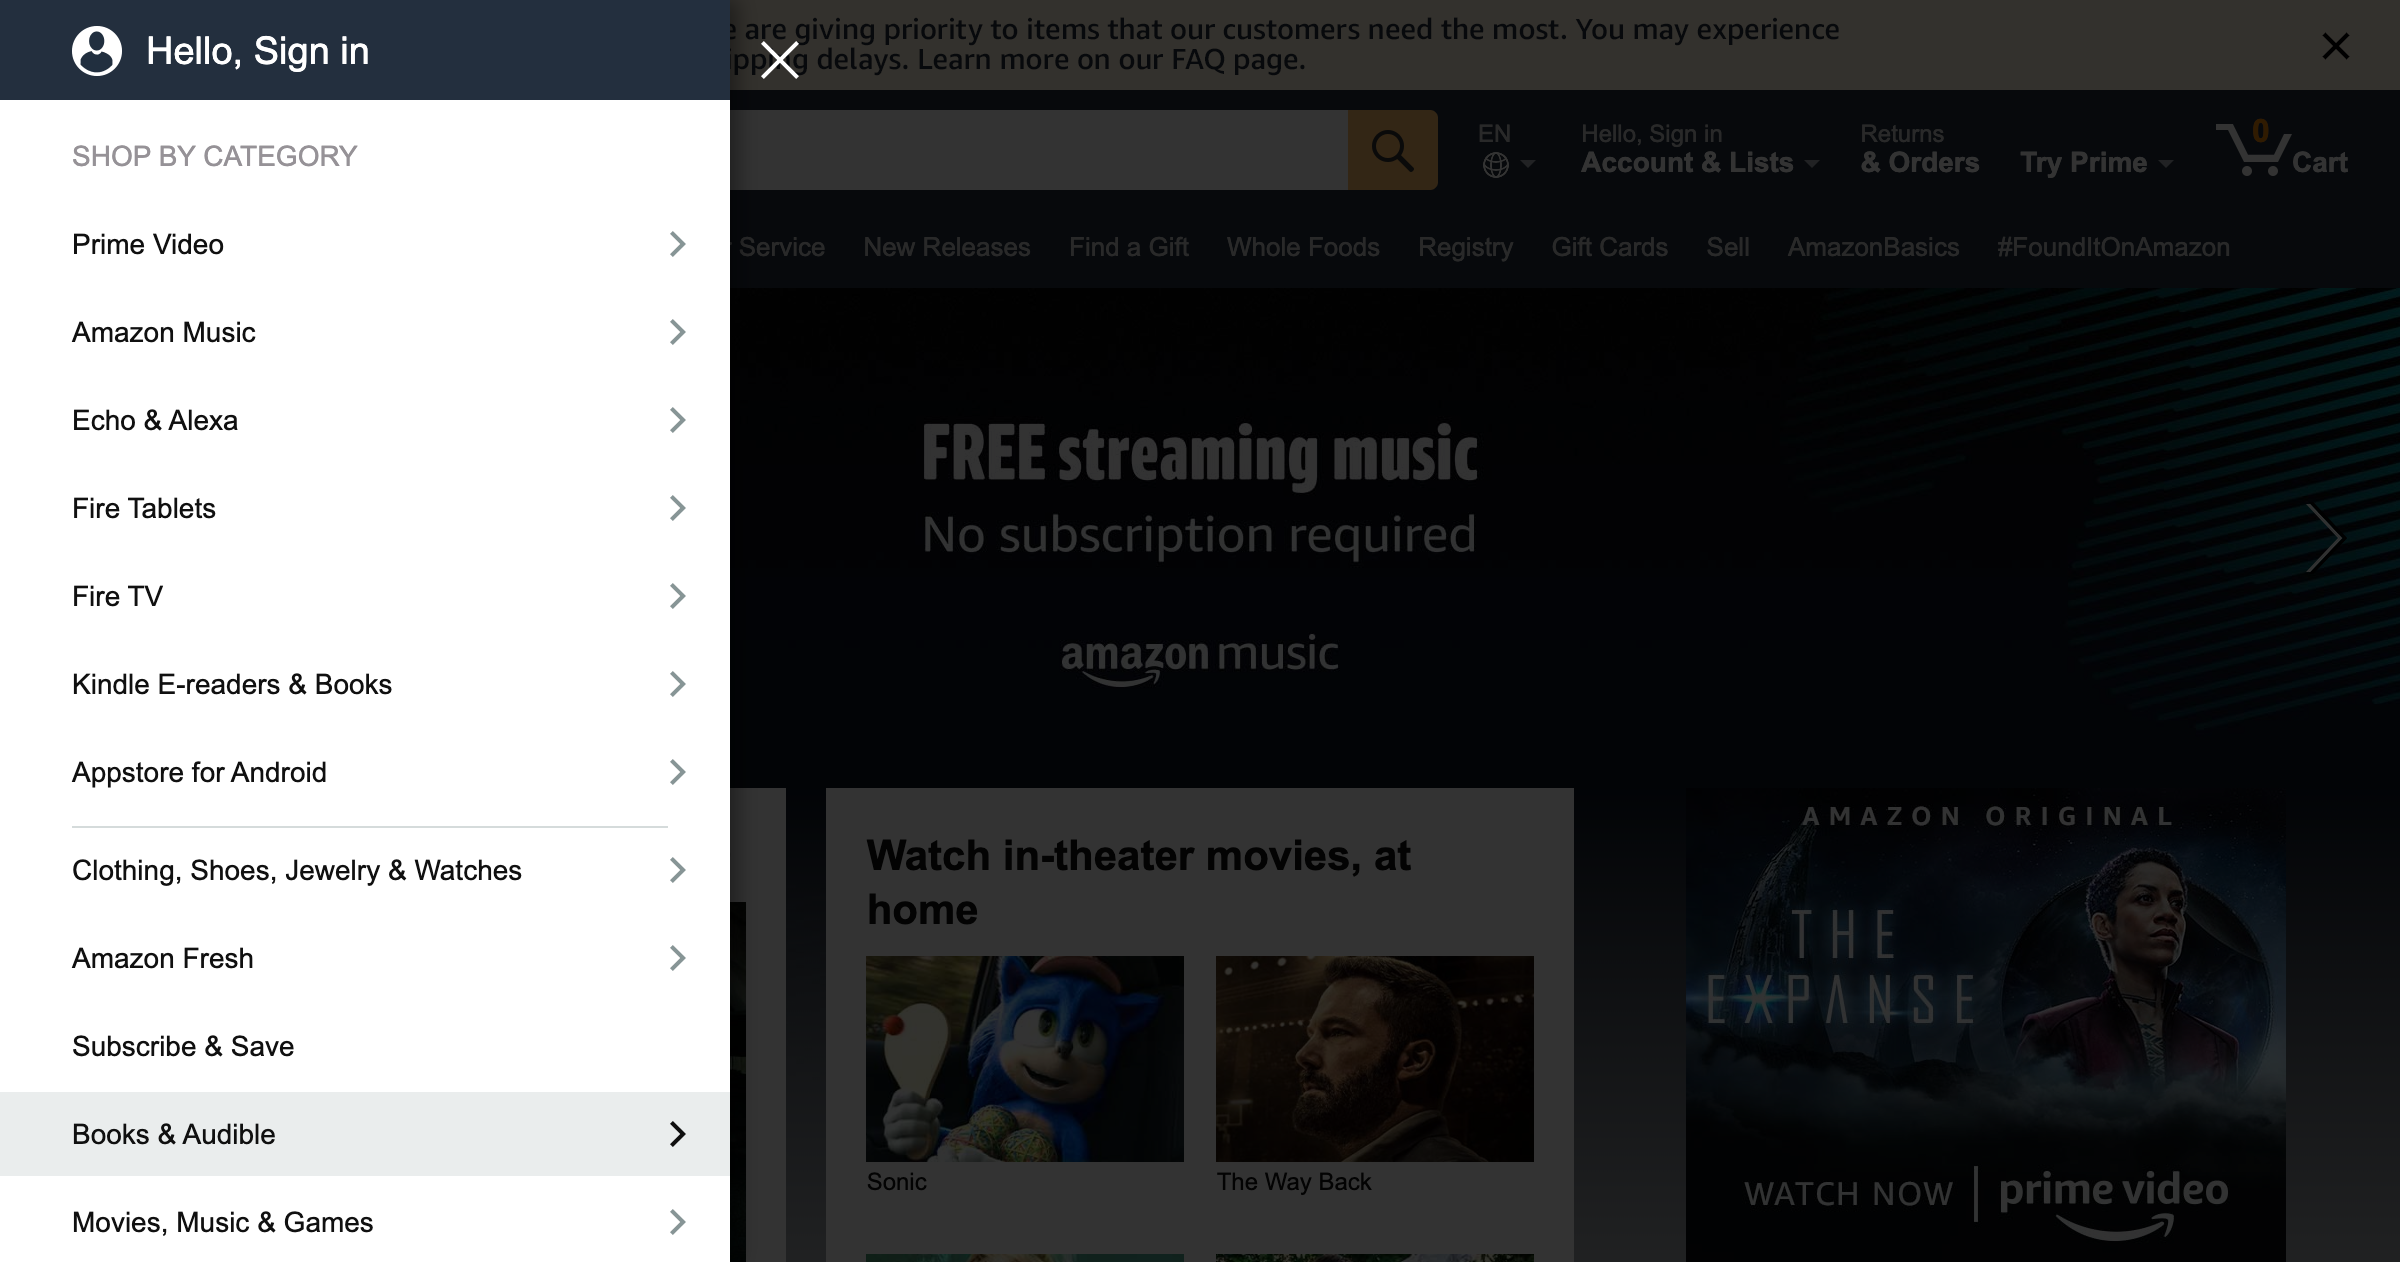 Hello, Sign in
SHOP BY CATEGORY
Prime Video
Amazon Music
Echo & Alexa
Fire Tablets
Fire TV
Kindle E-readers & Books
Appstore for Android
Clothing, Shoes, Jewelry & Watches
Amazon Fresh
Subscribe & Save
Books & Audible
Movies, Music & Games
are giving priority to items that our customers need the most. You may experience
delays. Learn more on our FAQ page.
EN
Hello, Sign in
Account & Lists
Returns
& Orders
Try Prime
0
Cart
Service New Releases Find a Gift Whole Foods Registry Gift Cards Sell AmazonBasics #FoundItOnAmazon
FREE streaming music
No subscription required
amazon music
Watch in-theater movies, at
home
Sonic
The Way Back
AMAZON ORIGINAL
THE
EXPANSE
WATCH NOW | prime video